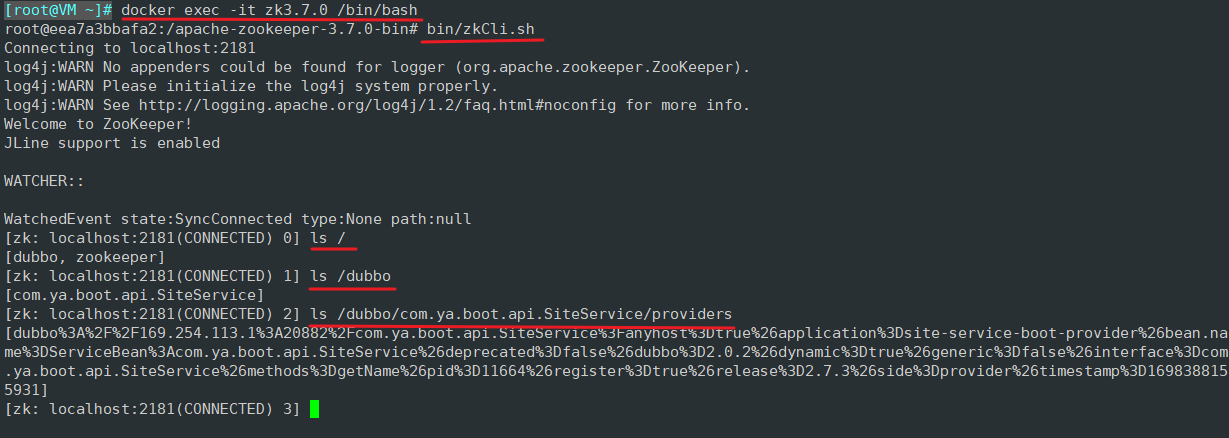 [root@VM ~]# docker exec -it zk3.7.0 /bin/bash
root@eea7a3bbafa2:/apache-zookeeper-3.7.0-bin# bin/zkCli.sh
Connecting to localhost:2181
log4j:WARN No appenders could be found for logger (org.apache.zookeeper.ZooKeeper).
log4j:WARN Please initialize the log4j system properly.
log4j:WARN See http://logging.apache.org/log4j/1.2/faq.html#noconfig for more info.
Welcome to ZooKeeper!
JLine support is enabled
WATCHER::
WatchedEvent state:SyncConnected type:None path:null
[zk: localhost:2181(CONNECTED) 0] ls /
[dubbo, zookeeper]
[zk: localhost:2181(CONNECTED) 1] ls /dubbo
[com.ya.boot.api.SiteService]
[zk: localhost:2181(CONNECTED) 2] ls /dubbo/com.ya.boot.api.SiteService/providers
[dubbo%3A%2F%2F169.254.113.1%3A20882%2Fcom.ya.boot.api.SiteService%3Fanyhost%3Dtrue%26application%3Dsite-service-boot-provider%26bean.na
me%3DServiceBean%3Acom.ya.boot.api.SiteService%26deprecated%3Dfalse%26dubbo%3D2.0.2%26dynamic%3Dtrue%26generic%3Dfalse%26interface%3Dcom
.ya.boot.api.SiteService%26methods%3DgetName%26pid%3D11664%26register%3Dtrue%26release%3D2.7.3%26side%3Dprovider%26timestamp%3D169838815
5931]
[zk: localhost:2181(CONNECTED) 3]